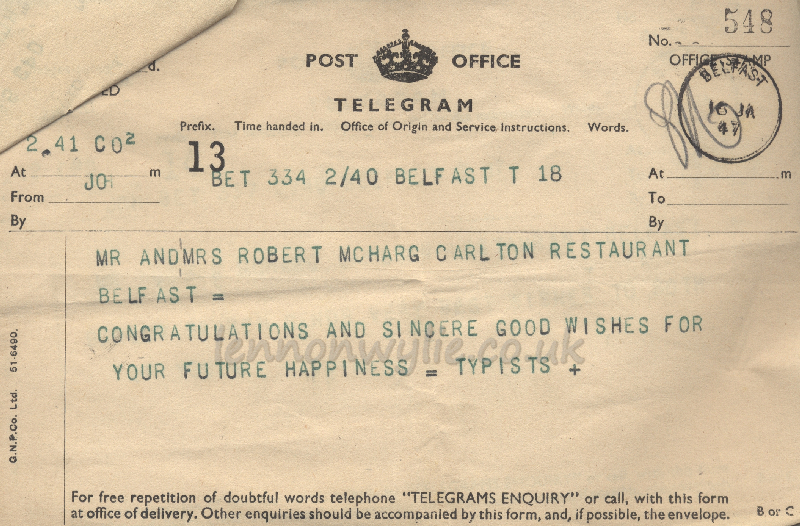 548
No.
POST OFFICE
OFFICE STAMP
d.
ED
BELFAST
16 JA
47
TELEGRAM
Prefix. Time handed in. Office of Origin and Service Instructions. Words.
2.41 CO²
13
At m
JO
BET 334 2/40 BELFAST T 18
At m
From
To
By
By
MR AND MRS ROBERT MCHARG CARLTON RESTAURANT
BELFAST =
CONGRATULATIONS AND SINCERE GOOD WISHES FOR
YOUR FUTURE HAPPINESS = TYPISTS +
lennonwylie.co.uk
G.N.P.Co. Ltd. 51-6490.
For free repetition of doubtful words telephone "TELEGRAMS ENQUIRY" or call, with this form
at office of delivery. Other enquiries should be accompanied by this form, and, if possible, the envelope.
B or C